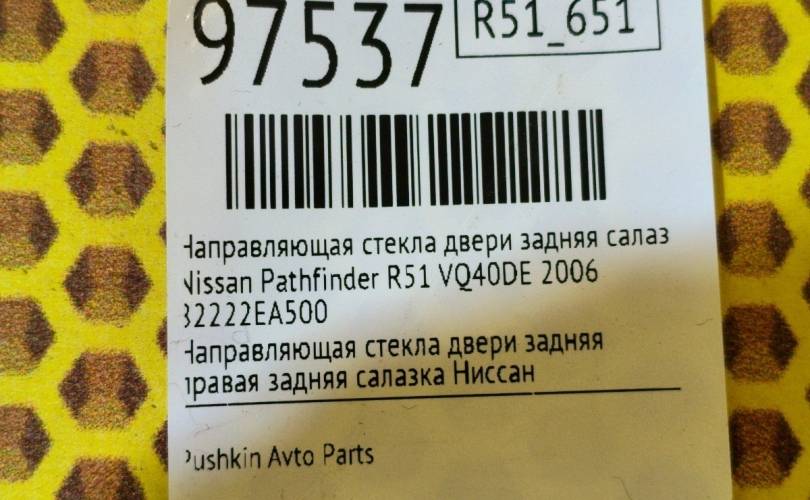 97537
R51_651
Направляющая стекла двери задняя салаз
Nissan Pathfinder R51 VQ40DE 2006
82222EA500
Направляющая стекла двери задняя
правая задняя салазка Ниссан
Pushkin Avto Parts